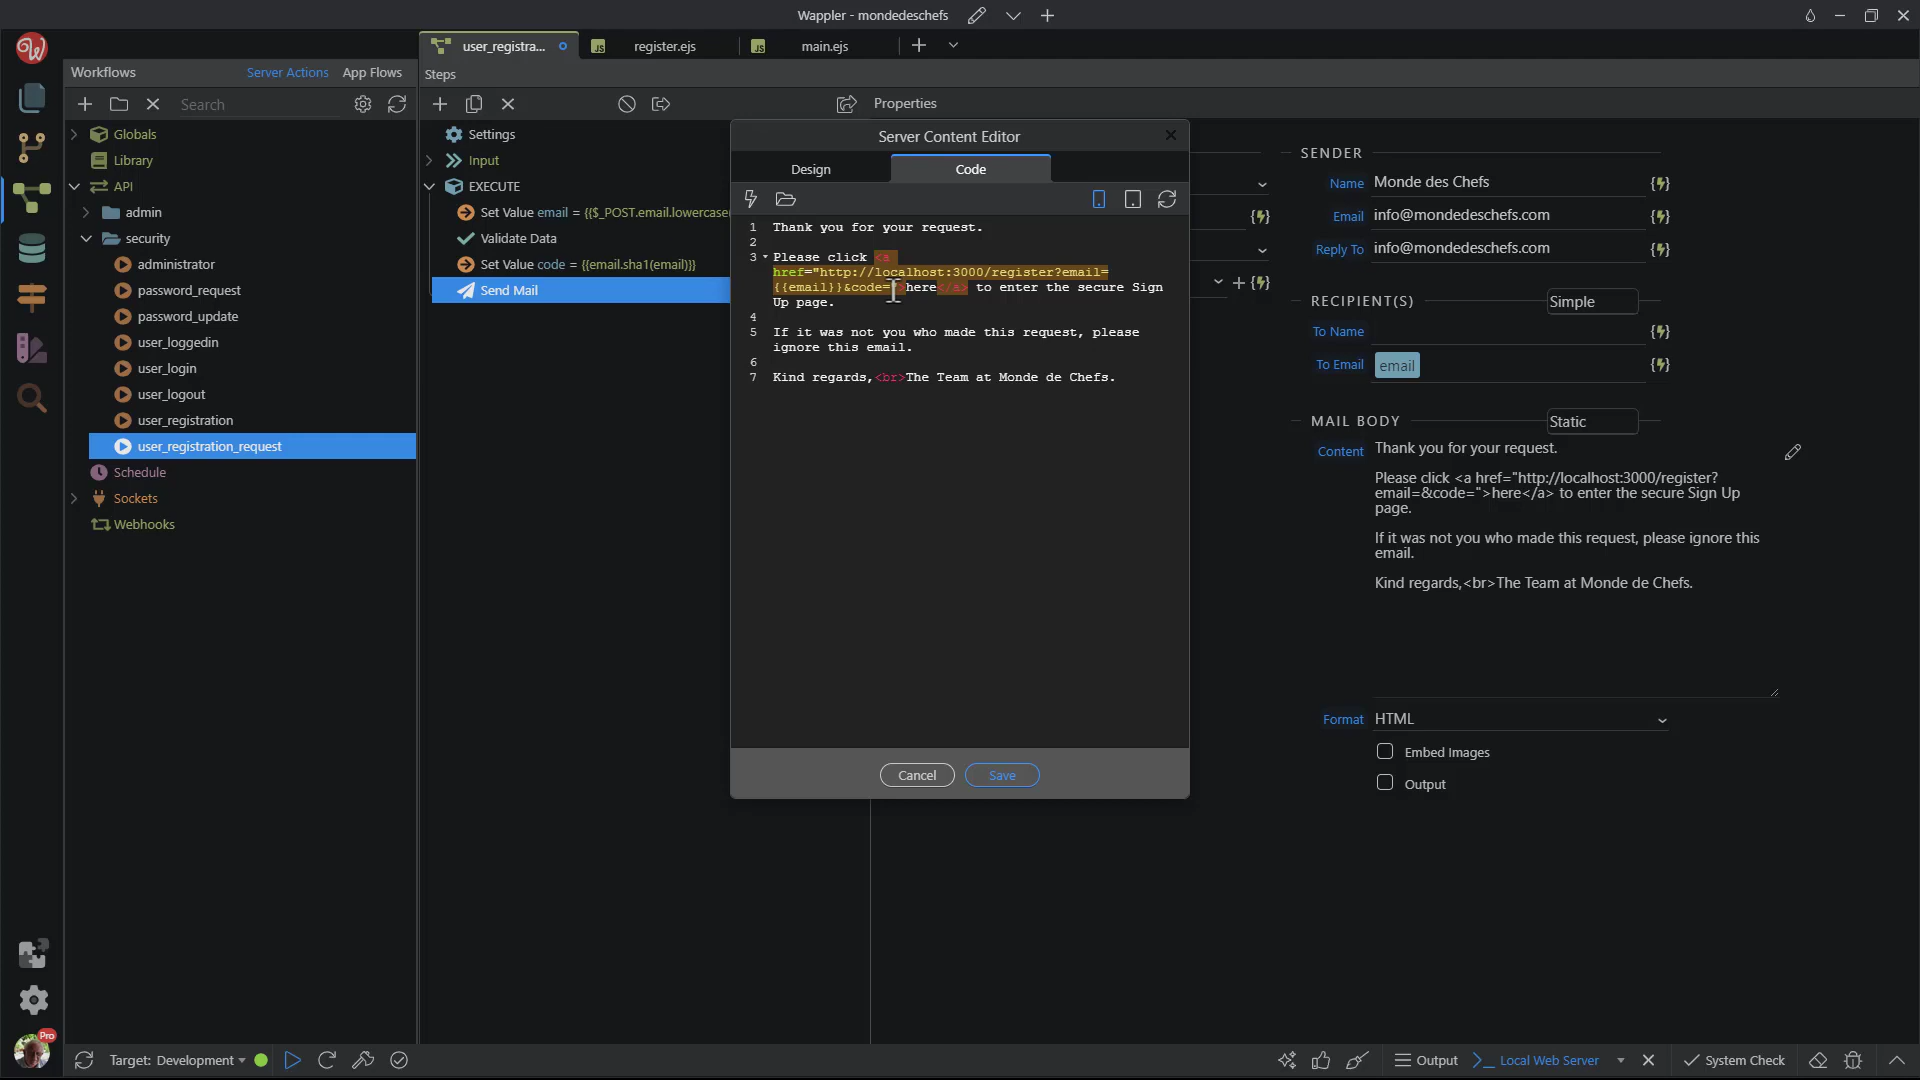 Wappler - mondedeschefs
user_registra...
register.ejs
main.ejs
Workflows
Server Actions
App Flows
Steps
Search
Properties
Globals
Library
API
admin
security
administrator
password_request
password_update
user_loggedin
user_login
user_logout
user_registration
user_registration_request
Schedule
Sockets
Webhooks
Settings
Input
EXECUTE
Set Value email = {{$_POST.email.lowercase(
Validate Data
Set Value code = {{email.sha1(email)}}
Send Mail
Server Content Editor
Design
Code
1 Thank you for your request.
2
3 Please click <a
href="http://localhost:3000/register?email=
{{email}}&code=">here</a> to enter the secure Sign
Up page.
4
5 If it was not you who made this request, please
ignore this email.
6
7 Kind regards,<br>The Team at Monde de Chefs.
Cancel
Save
SENDER
Name Monde des Chefs
Email info@mondedeschefs.com
Reply To info@mondedeschefs.com
RECIPIENT(S) Simple
To Name
To Email email
MAIL BODY Static
Content Thank you for your request.
Please click <a href="http://localhost:3000/register?
email=&code=">here</a> to enter the secure Sign Up
page.
If it was not you who made this request, please ignore this
email.
Kind regards,<br>The Team at Monde de Chefs.
Format HTML
Embed Images
Output
Pro
Target: Development
Output
Local Web Server
System Check